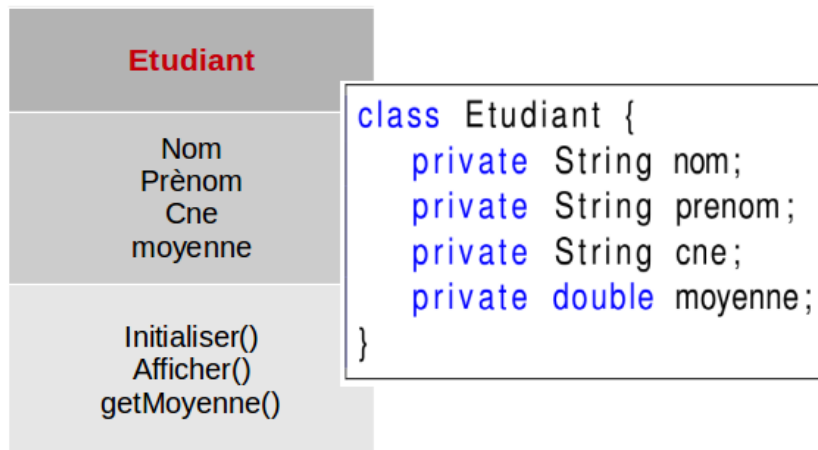 Etudiant
Nom
Prènom
Cne
moyenne
Initialiser()
Afficher()
getMoyenne()
class Etudiant {
private String nom;
private String prenom;
private String cne;
private double moyenne;
}